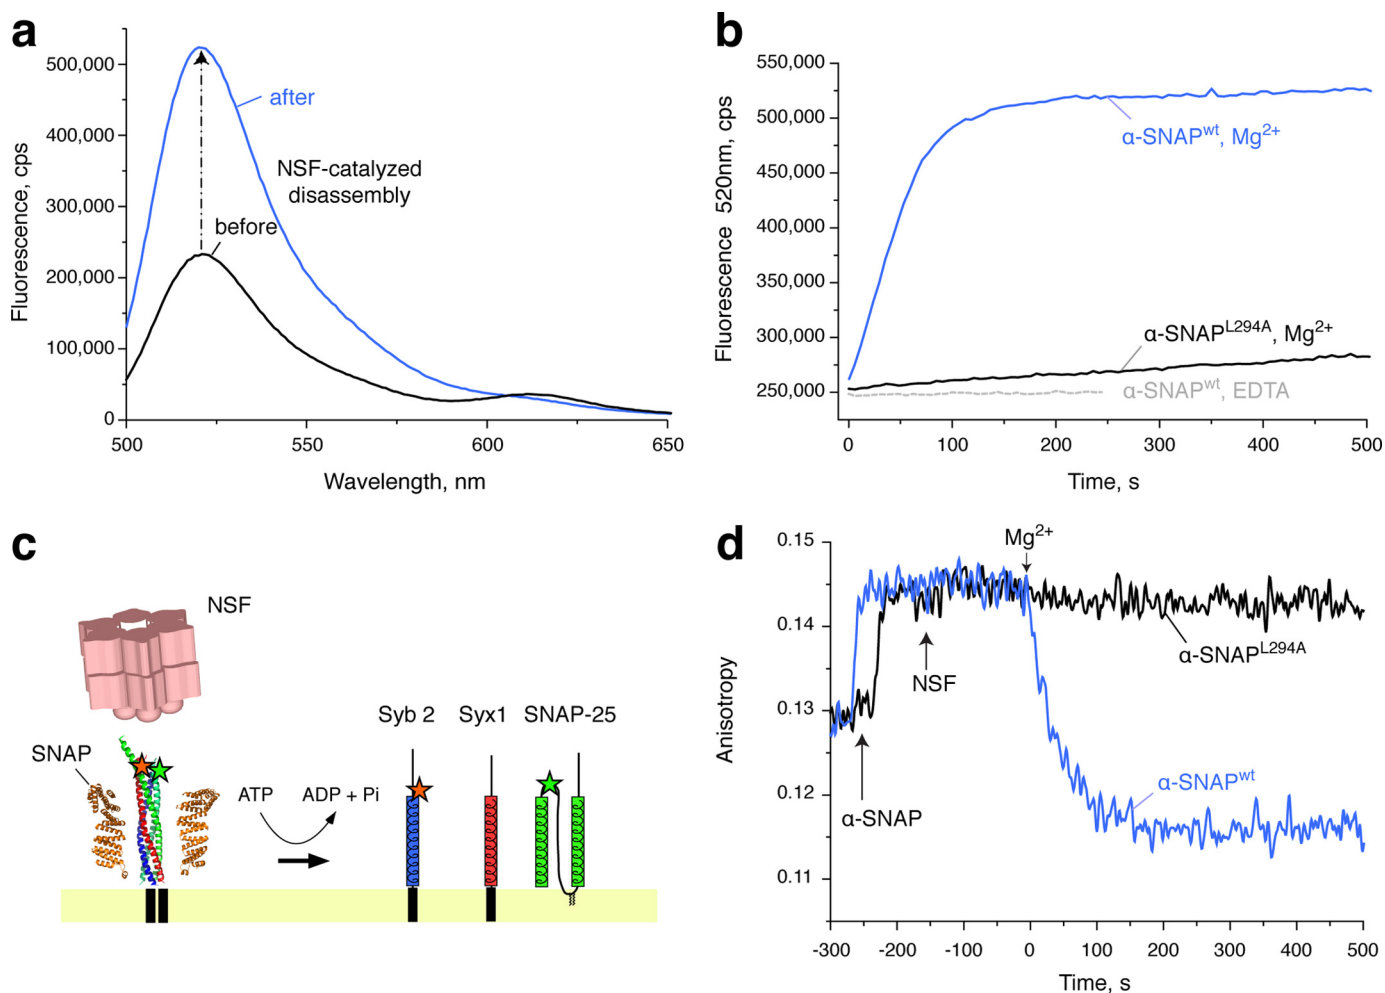 a
500,000
400,000
300,000
200,000
100,000
0
500
550
600
650
Fluorescence, cps
Wavelength, nm
after
NSF-catalyzed
disassembly
before
b
550,000
500,000
450,000
400,000
350,000
300,000
250,000
0
100
200
300
400
500
Fluorescence 520nm, cps
Time, s
α-SNAPwt, Mg2+
α-SNAPL294A, Mg2+
α-SNAPwt, EDTA
c
NSF
SNAP
ATP
ADP + Pi
Syb 2
Syx1
SNAP-25
d
0.15
0.14
0.13
0.12
0.11
-300
-200
-100
0
100
200
300
400
500
Anisotropy
Time, s
Mg2+
NSF
α-SNAP
α-SNAPL294A
α-SNAPwt